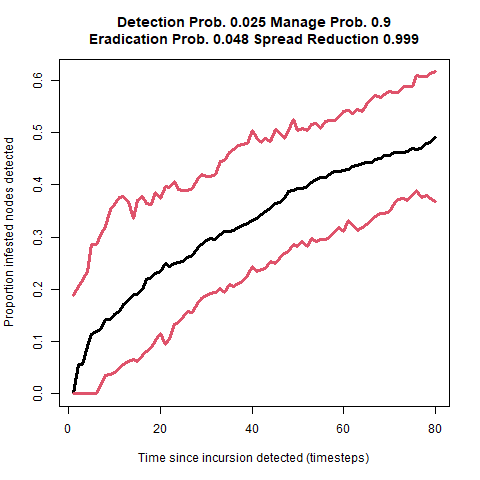 Detection Prob. 0.025 Manage Prob. 0.9
Eradication Prob. 0.048 Spread Reduction 0.999
Proportion infested nodes detected
0.6
0.5
0.4
0.3
0.2
0.1
0.0
0 20 40 60 80
Time since incursion detected (timesteps)